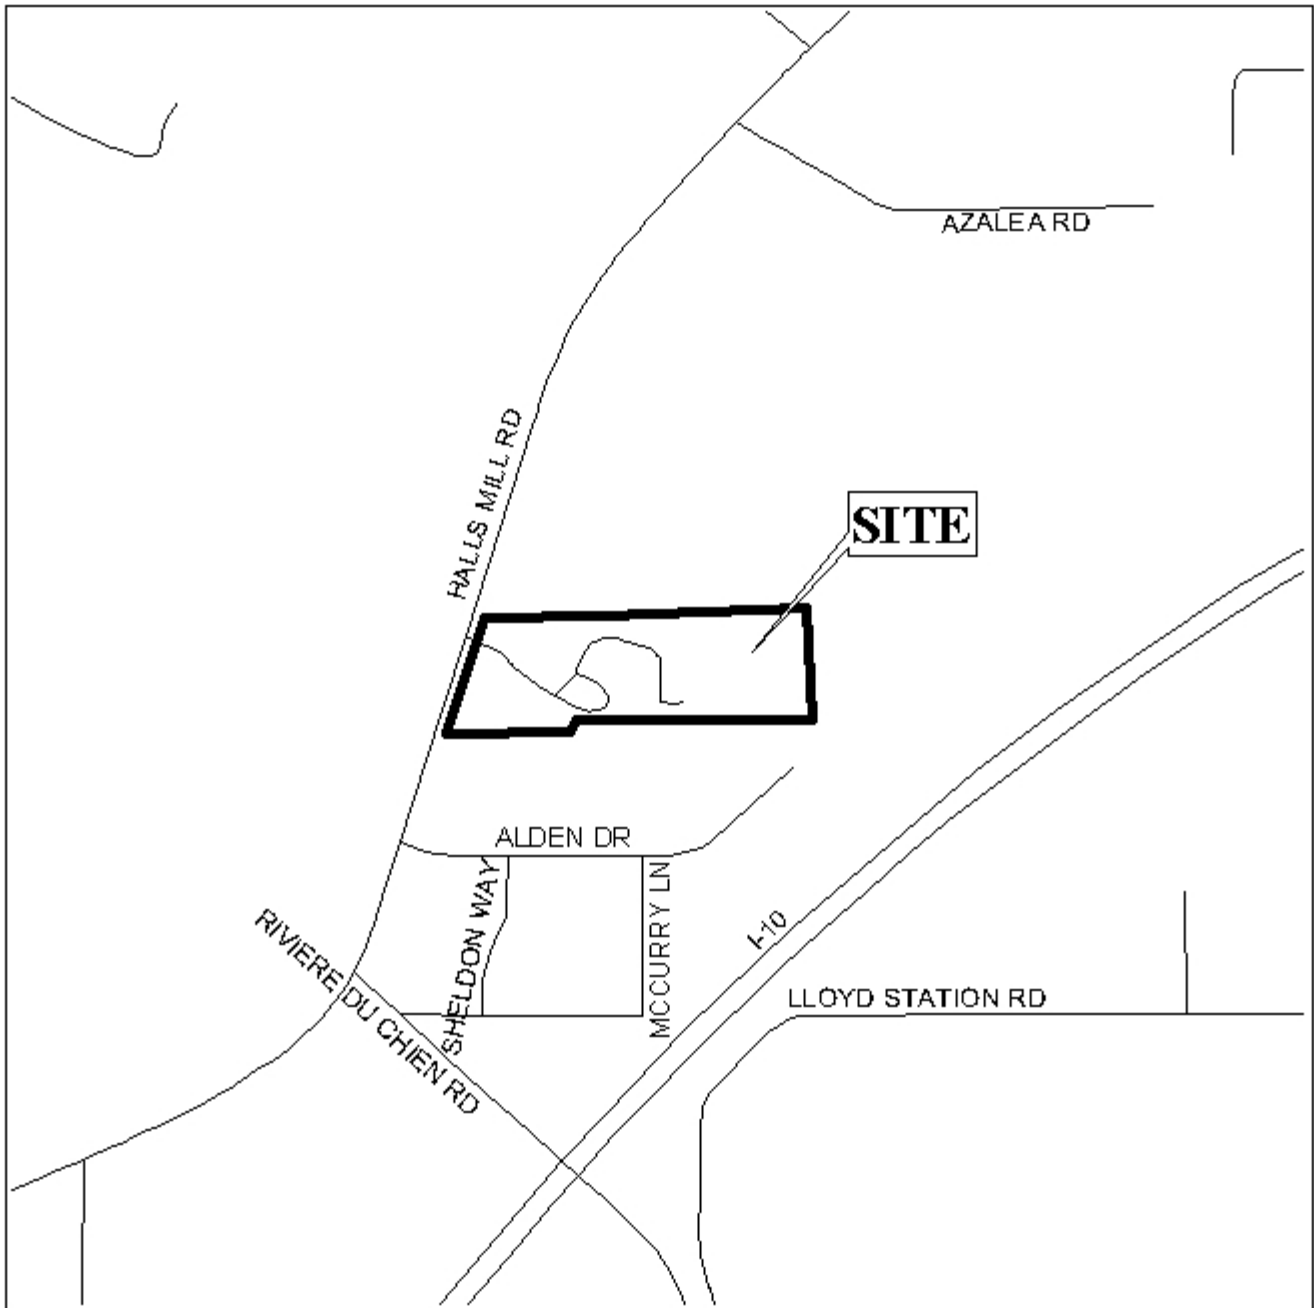 AZALEA RD
HALLS MILL RD
SITE
ALDEN DR
SHELDON WAY
MCCURRY LN
RIVIERE DU CHIEN RD
I-10
LLOYD STATION RD